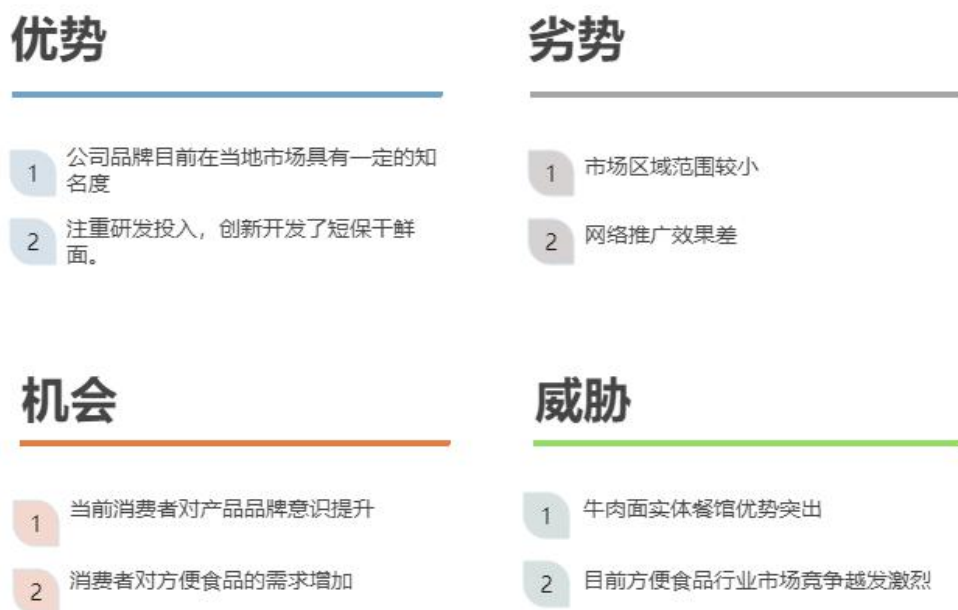 优势
1
公司品牌目前在当地市场具有一定的知
名度
2
注重研发投入，创新开发了短保干鲜
面。
劣势
1
市场区域范围较小
2
网络推广效果差
机会
1
当前消费者对产品品牌意识提升
2
消费者对方便食品的需求增加
威胁
1
牛肉面实体餐馆优势突出
2
目前方便食品行业市场竞争越发激烈